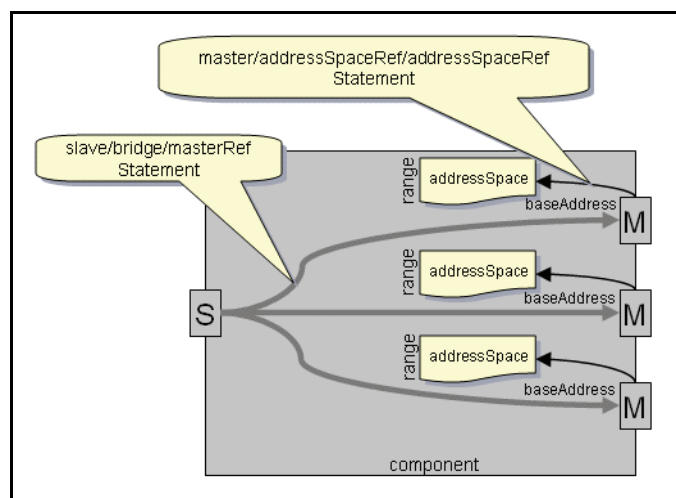 master/addressSpaceRef/addressSpaceRef
Statement
slave/bridge/masterRef
Statement
range
addressSpace
baseAddress
M
range
addressSpace
baseAddress
S
M
range
addressSpace
baseAddress
M
component